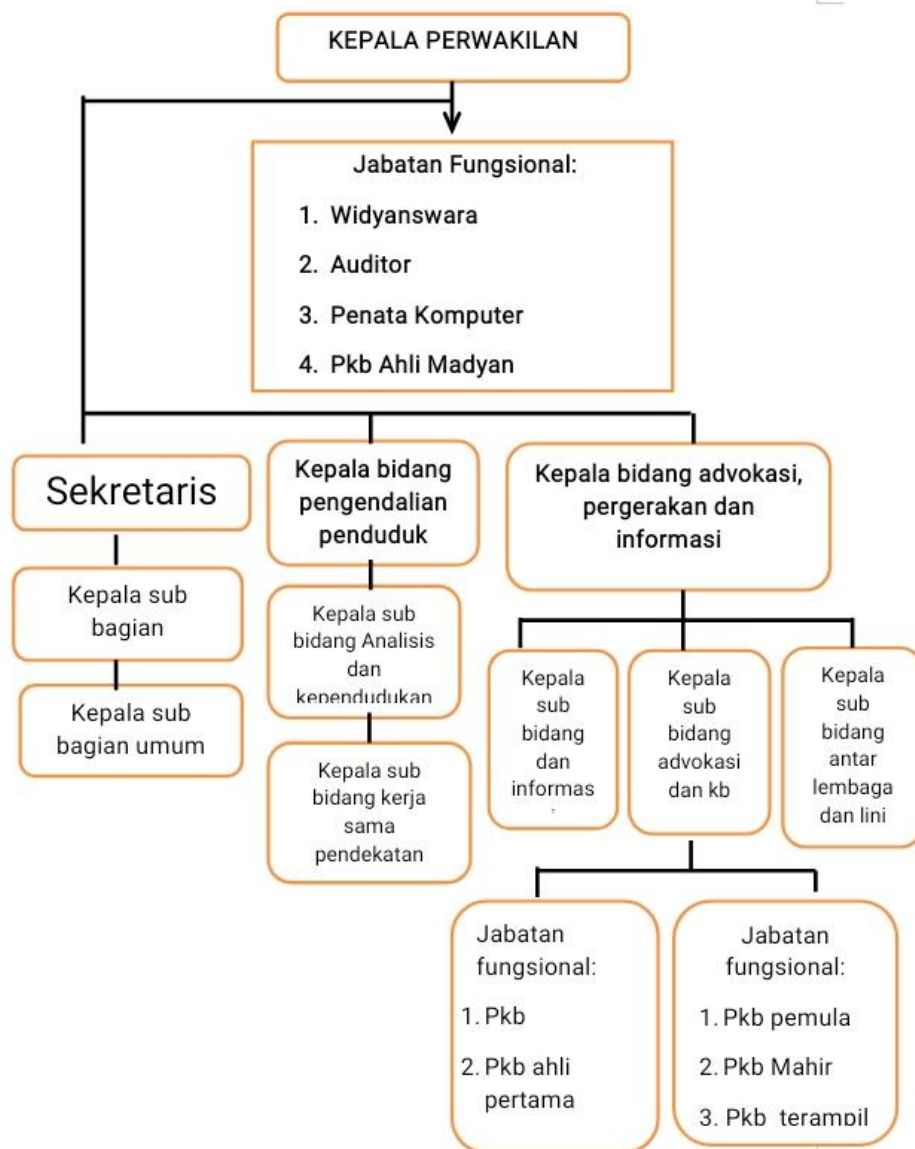 KEPALA PERWAKILAN
Jabatan Fungsional:
1. Widyanswara
2. Auditor
3. Penata Komputer
4. Pkb Ahli Madyan
Sekretaris
Kepala sub
bagian
Kepala sub
bagian umum
Kepala bidang
pengendalian
penduduk
Kepala sub
bidang Analisis
dan
kependudukan
Kepala sub
bidang kerja
sama
pendekatan
Kepala bidang advokasi,
pergerakan dan
informasi
Kepala
sub
bidang
dan
informas
Kepala
sub
bidang
advokasi
dan kb
Kepala
sub
bidang
antar
lembaga
dan lini
Jabatan
fungsional:
1. Pkb
2. Pkb ahli
pertama
Jabatan
fungsional:
1. Pkb pemula
2. Pkb Mahir
3. Pkb terampil